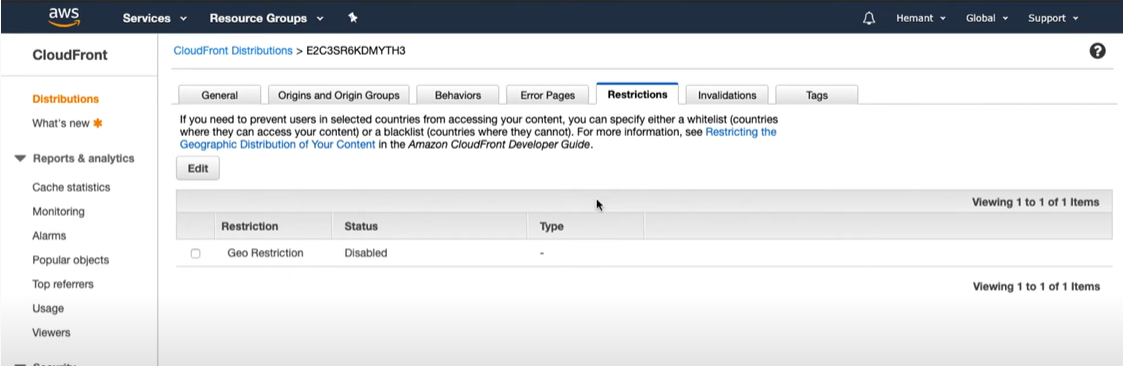 aws Services Resource Groups Hemant Global Support
CloudFront
CloudFront Distributions > E2C3SR6KDMYTH3
Distributions
What's new
Reports & analytics
Cache statistics
Monitoring
Alarms
Popular objects
Top referrers
Usage
Viewers
General Origins and Origin Groups Behaviors Error Pages Restrictions Invalidations Tags
If you need to prevent users in selected countries from accessing your content, you can specify either a whitelist (countries
where they can access your content) or a blacklist (countries where they cannot). For more information, see Restricting the
Geographic Distribution of Your Content in the Amazon CloudFront Developer Guide.
Edit
Viewing 1 to 1 of 1 Items
Restriction Status Type
Geo Restriction Disabled -
Viewing 1 to 1 of 1 Items